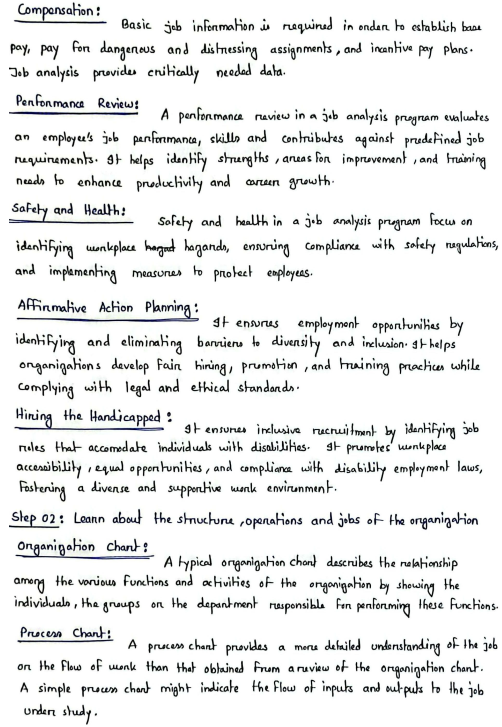 Compensation:
Basic job information is required in order to establish base
pay, pay for dangerous and distressing assignments, and incentive pay plans.
Job analysis provides critically needed data.
Performance Review:
A performance review in a job analysis program evaluates
an employee's job performance, skills and contributes against predefined job
requirements. It helps identify strengths, areas for improvement, and training
needs to enhance productivity and career growth.
Safety and Health:
Safety and health in a job analysis program focus on
identifying workplace hazards, ensuring compliance with safety regulations,
and implementing measures to protect employees.
Affirmative Action Planning:
It ensures employment opportunities by
identifying and eliminating barriers to diversity and inclusion. It helps
organizations develop fair hiring, promotion, and training practices while
complying with legal and ethical standards.
Hiring the Handicapped:
It ensures inclusive recruitment by identifying job
roles that accomodate individuals with disabilities. It promotes workplace
accessibility, equal opportunities, and compliance with disability employment laws,
fostering a diverse and supportive work environment.
Step 02: Learn about the structure, operations and jobs of the organization
Organization Chart:
A typical organization chart describes the relationship
among the various functions and activities of the organization by showing the
individuals, the groups or the department responsible for performing these functions.
Process Chart:
A process chart provides a more detailed understanding of the job
or the flow of work than that obtained from a review of the organization chart.
A simple process chart might indicate the flow of inputs and outputs to the job
under study.